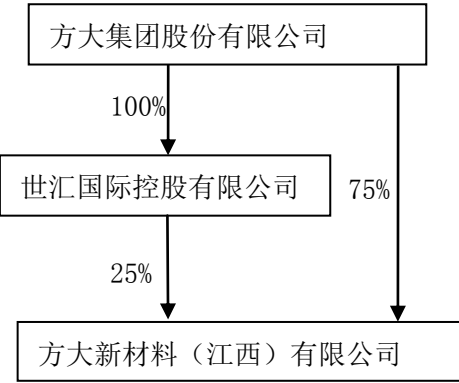 方大集团股份有限公司
100%
世汇国际控股有限公司
75%
25%
方大新材料（江西）有限公司